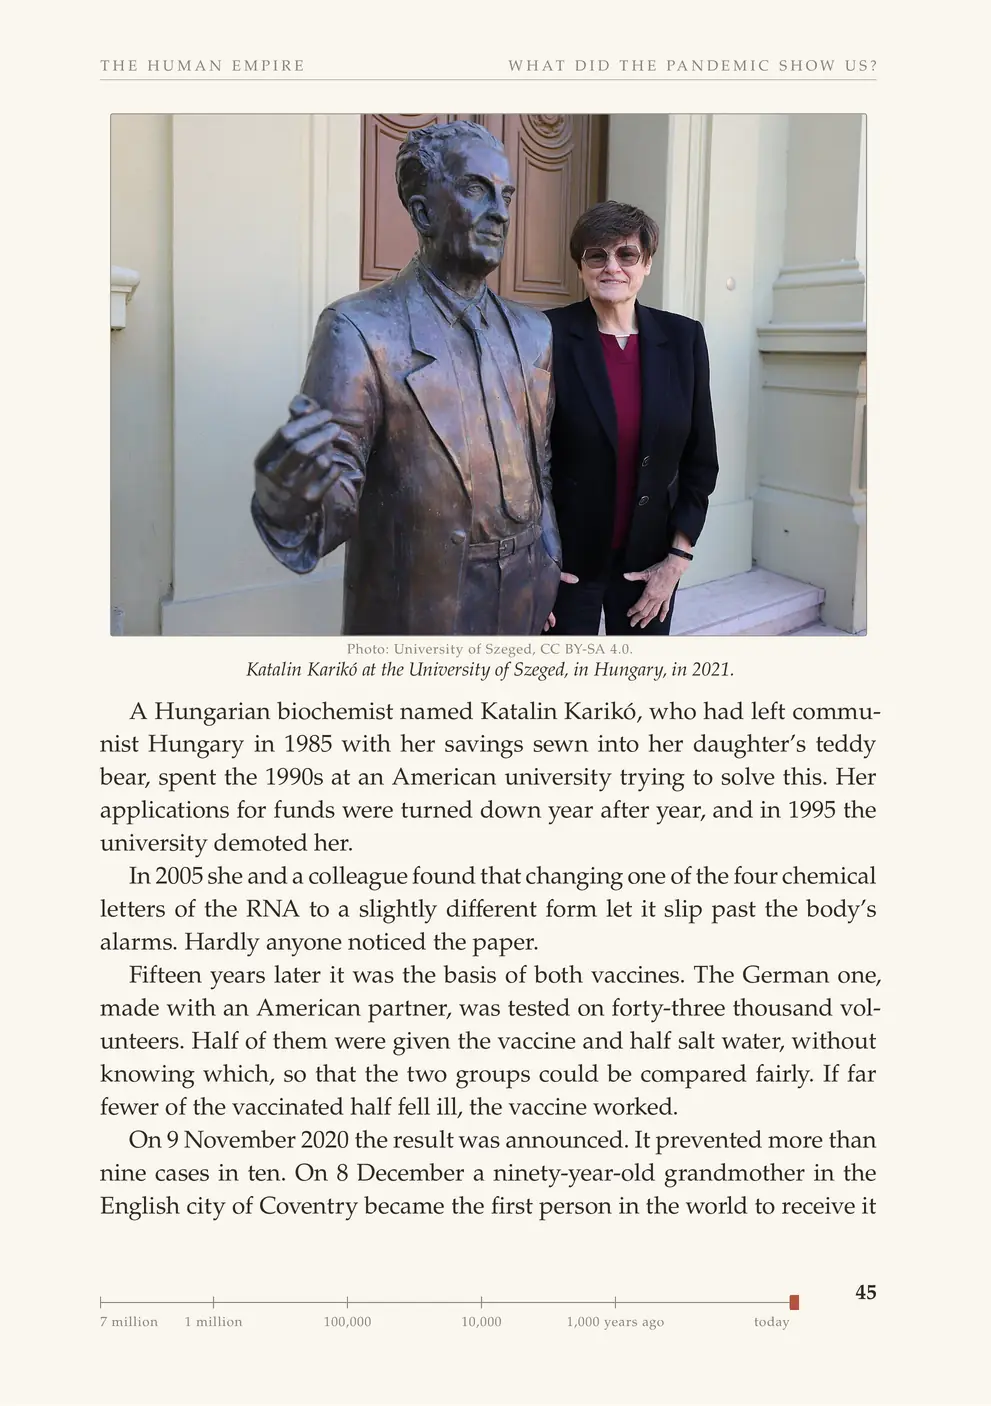 THE HUMAN EMPIRE
WHAT DID THE PANDEMIC SHOW US?
Photo: University of Szeged, CC BY-SA 4.0.
Katalin Karikó at the University of Szeged, in Hungary, in 2021.
A Hungarian biochemist named Katalin Karikó, who had left commu-
nist Hungary in 1985 with her savings sewn into her daughter’s teddy
bear, spent the 1990s at an American university trying to solve this. Her
applications for funds were turned down year after year, and in 1995 the
university demoted her.
In 2005 she and a colleague found that changing one of the four chemical
letters of the RNA to a slightly different form let it slip past the body’s
alarms. Hardly anyone noticed the paper.
Fifteen years later it was the basis of both vaccines. The German one,
made with an American partner, was tested on forty-three thousand vol-
unteers. Half of them were given the vaccine and half salt water, without
knowing which, so that the two groups could be compared fairly. If far
fewer of the vaccinated half fell ill, the vaccine worked.
On 9 November 2020 the result was announced. It prevented more than
nine cases in ten. On 8 December a ninety-year-old grandmother in the
English city of Coventry became the first person in the world to receive it
45
7 million 1 million 100,000 10,000 1,000 years ago today